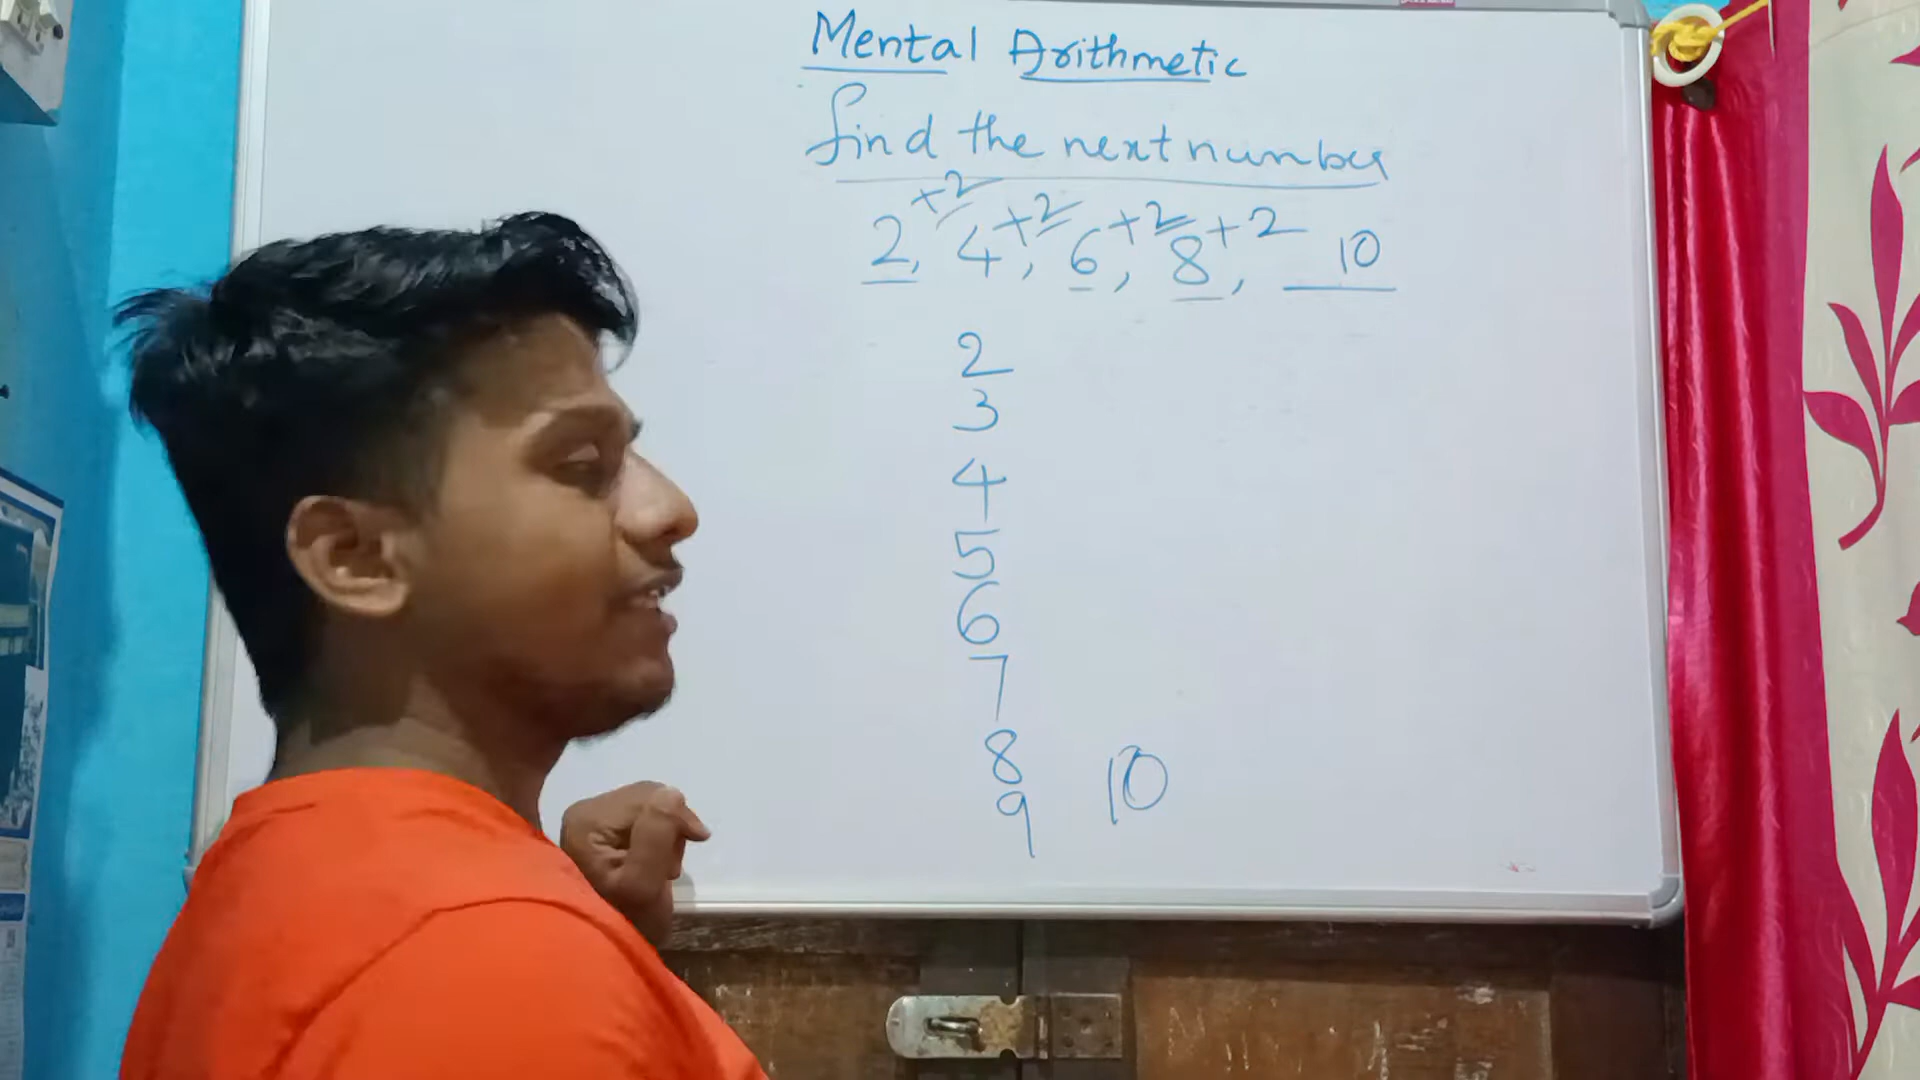 Mental Arithmetic
find the next number
+2 +2 +2 +2
2, 4, 6, 8, 10
2
3
4
5
6
7
8 10
9